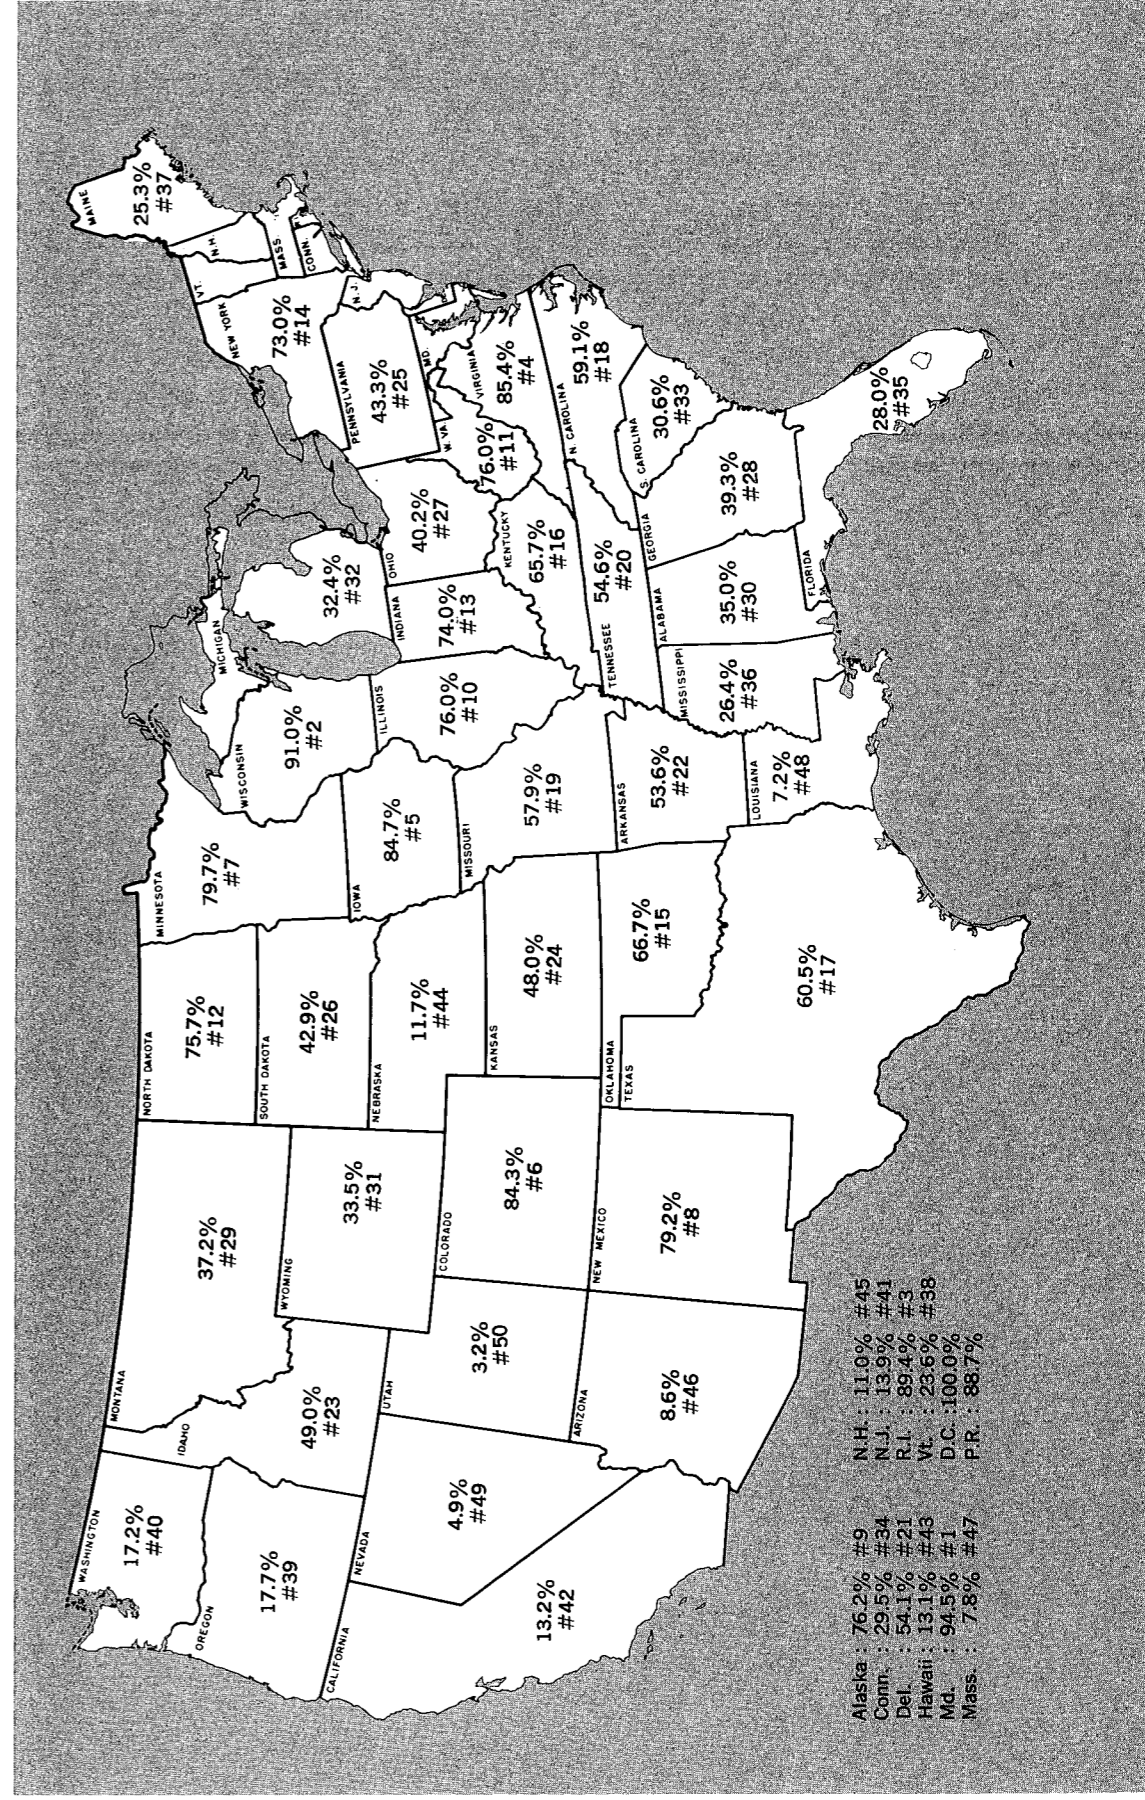 WASHINGTON
17.2%
#40
OREGON
17.7%
#39
CALIFORNIA
13.2%
#42
NEVADA
4.9%
#49
IDAHO
49.0%
#23
MONTANA
37.2%
#29
WYOMING
33.5%
#31
UTAH
3.2%
#50
ARIZONA
8.6%
#46
COLORADO
84.3%
#6
NEW MEXICO
79.2%
#8
NORTH DAKOTA
75.7%
#12
SOUTH DAKOTA
42.9%
#26
NEBRASKA
11.7%
#44
KANSAS
48.0%
#24
OKLAHOMA
66.7%
#15
TEXAS
60.5%
#17
MINNESOTA
79.7%
#7
IOWA
84.7%
#5
MISSOURI
57.9%
#19
ARKANSAS
53.6%
#22
LOUISIANA
7.2%
#48
WISCONSIN
91.0%
#2
ILLINOIS
76.0%
#10
MICHIGAN
32.4%
#32
INDIANA
74.0%
#13
OHIO
40.2%
#27
KENTUCKY
65.7%
#16
TENNESSEE
54.6%
#20
MISSISSIPPI
26.4%
#36
ALABAMA
35.0%
#30
GEORGIA
39.3%
#28
FLORIDA
28.0%
#35
S. CAROLINA
30.6%
#33
N. CAROLINA
59.1%
#18
VIRGINIA
85.4%
#4
W. VA.
76.0%
#11
MD.
PENNSYLVANIA
43.3%
#25
N.J.
NEW YORK
73.0%
#14
VT.
N.H.
MASS.
CONN.
MAINE
25.3%
#37
Alaska : 76.2% #9
Conn. : 29.5% #34
Del. : 54.1% #21
Hawaii : 13.1% #43
Md. : 94.5% #1
Mass. : 7.8% #47
N.H. : 11.0% #45
N.J. : 13.9% #41
R.I. : 89.4% #3
Vt. : 23.6% #38
D.C. : 100.0%
P.R. : 88.7%